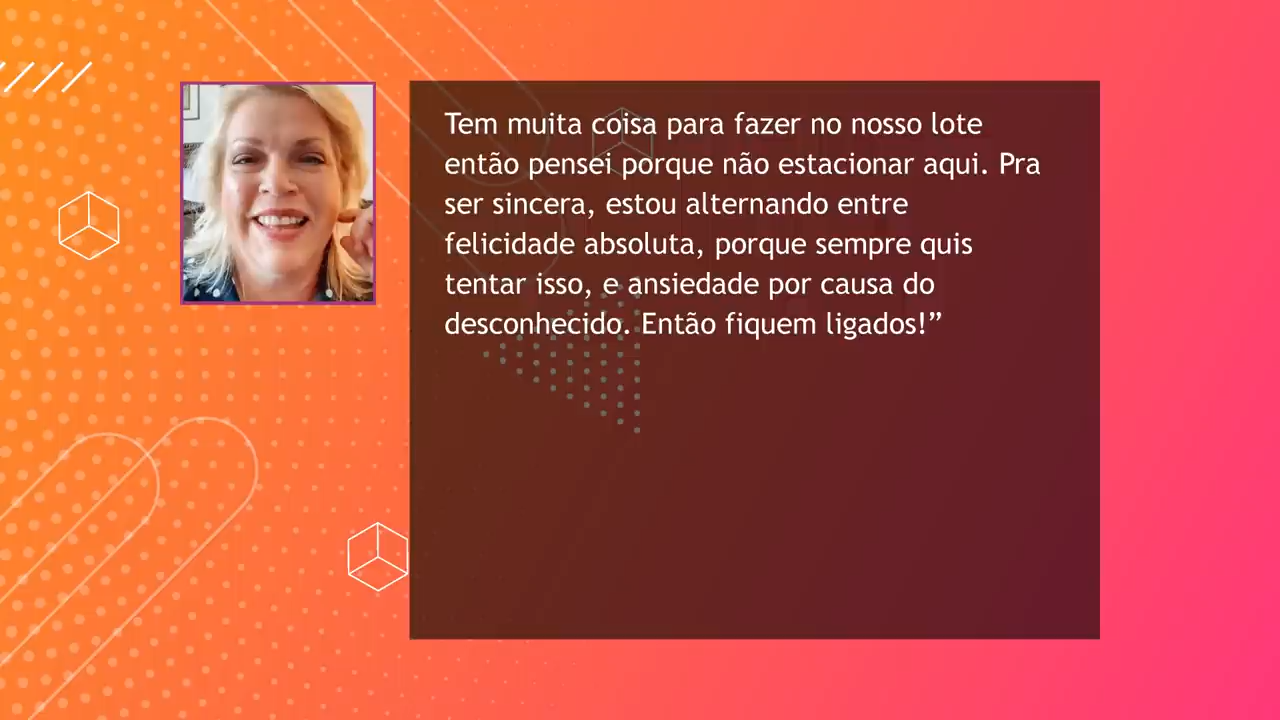 Tem muita coisa para fazer no nosso lote
então pensei porque não estacionar aqui. Pra
ser sincera, estou alternando entre
felicidade absoluta, porque sempre quis
tentar isso, e ansiedade por causa do
desconhecido. Então fiquem ligados!”